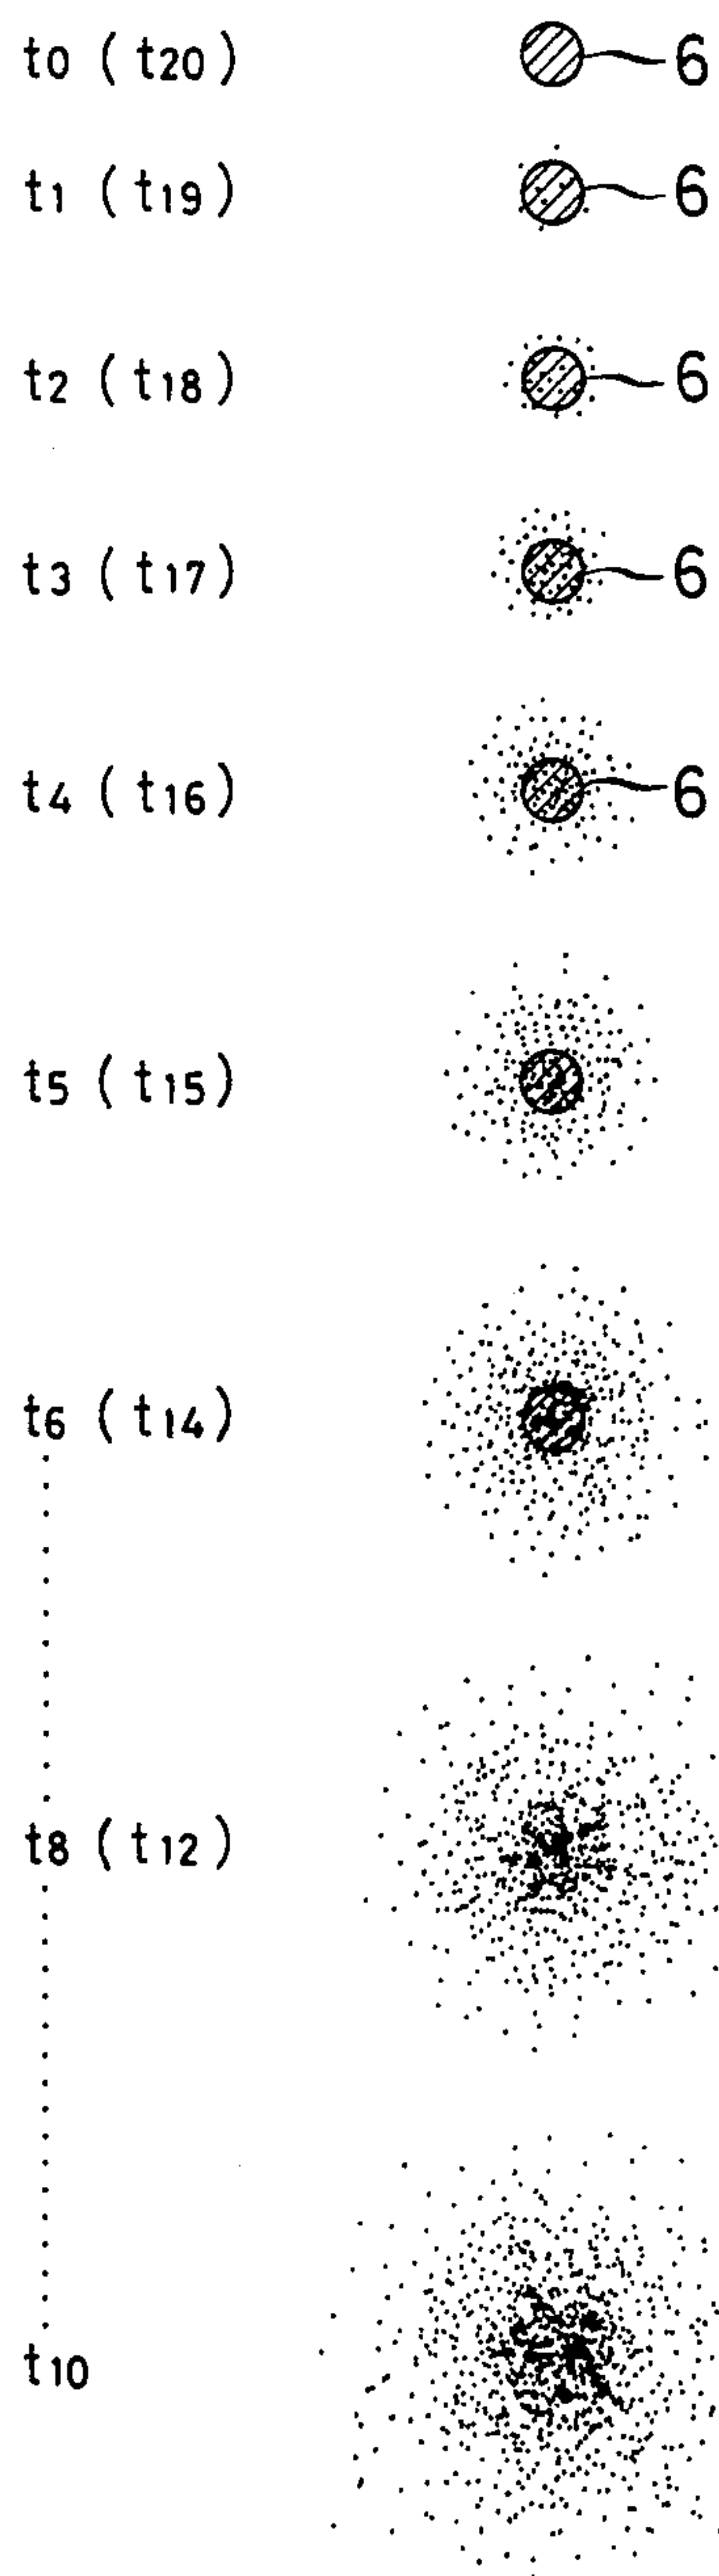 t0 (t20) 6
t1 (t19) 6
t2 (t18) 6
t3 (t17) 6
t4 (t16) 6
t5 (t15)
t6 (t14)
t8 (t12)
t10